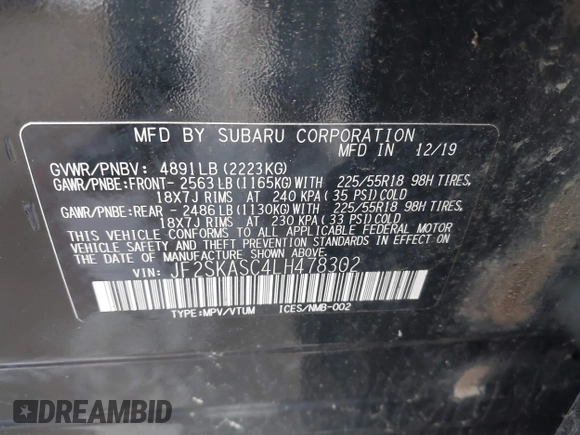 MFD BY SUBARU CORPORATION
MFD IN 12/19
GVWR/PNBV: 4891LB(2223KG)
GAWR/PNBE:FRONT- 2563LB(1165KG)WITH 225/55R18 98H TIRES,
18X7J RIMS AT 240 KPA(35 PSI)COLD
GAWR/PNBE:REAR -2486LB(1130KG)WITH 225/55R18 98H TIRES,
18X7J RIMS AT 230 KPA(33 PSI)COLD
THIS VEHICLE CONFORMS TO ALL APPLICABLE FEDERAL MOTOR
VEHICLE SAFETY AND THEFT PREVENTION STANDARDS IN EFFECT ON
THE DATE OF MANUFACTURE SHOWN ABOVE
VIN: JF2SKASC4LH478302
TYPE:MPV/VTUM ICES/NMB-002
DREAMBID